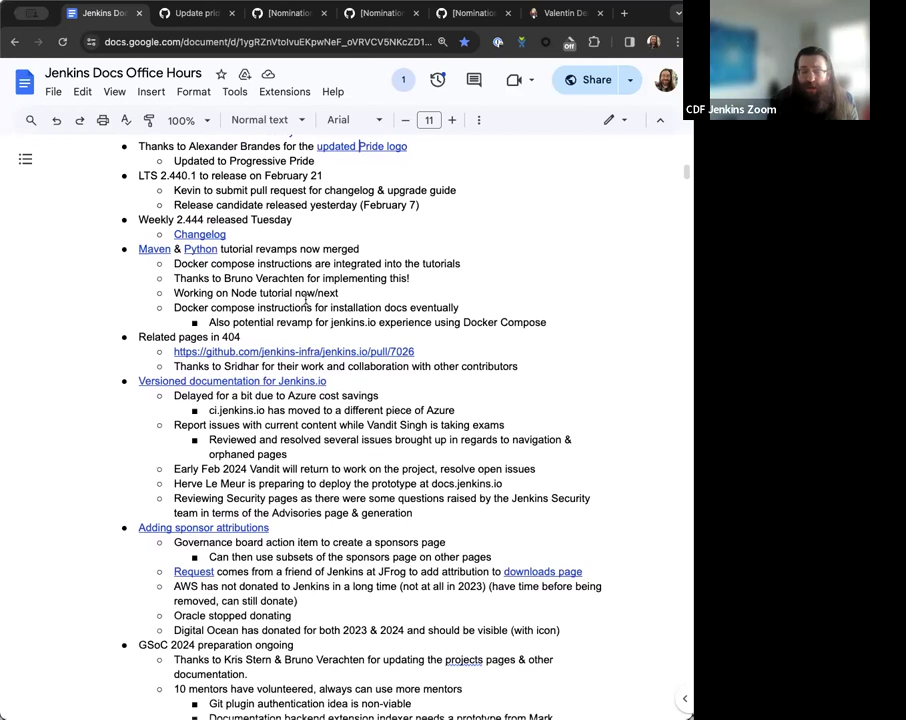 Jenkins Doc
Update prid
[Nomination
[Nomination
[Nomination
Valentin De
docs.google.com/document/d/1ygRZnVtoIvuEKpwNeF_oVRVCV5NKcZD1...
Off
Jenkins Docs Office Hours
1
Share
File Edit View Insert Format Tools Extensions Help
100% Normal text Arial 11
CDF Jenkins Zoom
Thanks to Alexander Brandes for the updated Pride logo
Updated to Progressive Pride
LTS 2.440.1 to release on February 21
Kevin to submit pull request for changelog & upgrade guide
Release candidate released yesterday (February 7)
Weekly 2.444 released Tuesday
Changelog
Maven & Python tutorial revamps now merged
Docker compose instructions are integrated into the tutorials
Thanks to Bruno Verachten for implementing this!
Working on Node tutorial now/next
Docker compose instructions for installation docs eventually
Also potential revamp for jenkins.io experience using Docker Compose
Related pages in 404
https://github.com/jenkins-infra/jenkins.io/pull/7026
Thanks to Sridhar for their work and collaboration with other contributors
Versioned documentation for Jenkins.io
Delayed for a bit due to Azure cost savings
ci.jenkins.io has moved to a different piece of Azure
Report issues with current content while Vandit Singh is taking exams
Reviewed and resolved several issues brought up in regards to navigation &
orphaned pages
Early Feb 2024 Vandit will return to work on the project, resolve open issues
Herve Le Meur is preparing to deploy the prototype at docs.jenkins.io
Reviewing Security pages as there were some questions raised by the Jenkins Security
team in terms of the Advisories page & generation
Adding sponsor attributions
Governance board action item to create a sponsors page
Can then use subsets of the sponsors page on other pages
Request comes from a friend of Jenkins at JFrog to add attribution to downloads page
AWS has not donated to Jenkins in a long time (not at all in 2023) (have time before being
removed, can still donate)
Oracle stopped donating
Digital Ocean has donated for both 2023 & 2024 and should be visible (with icon)
GSoC 2024 preparation ongoing
Thanks to Kris Stern & Bruno Verachten for updating the projects pages & other
documentation.
10 mentors have volunteered, always can use more mentors
Git plugin authentication idea is non-viable
Documentation backend extension indexer needs a prototype from Mark